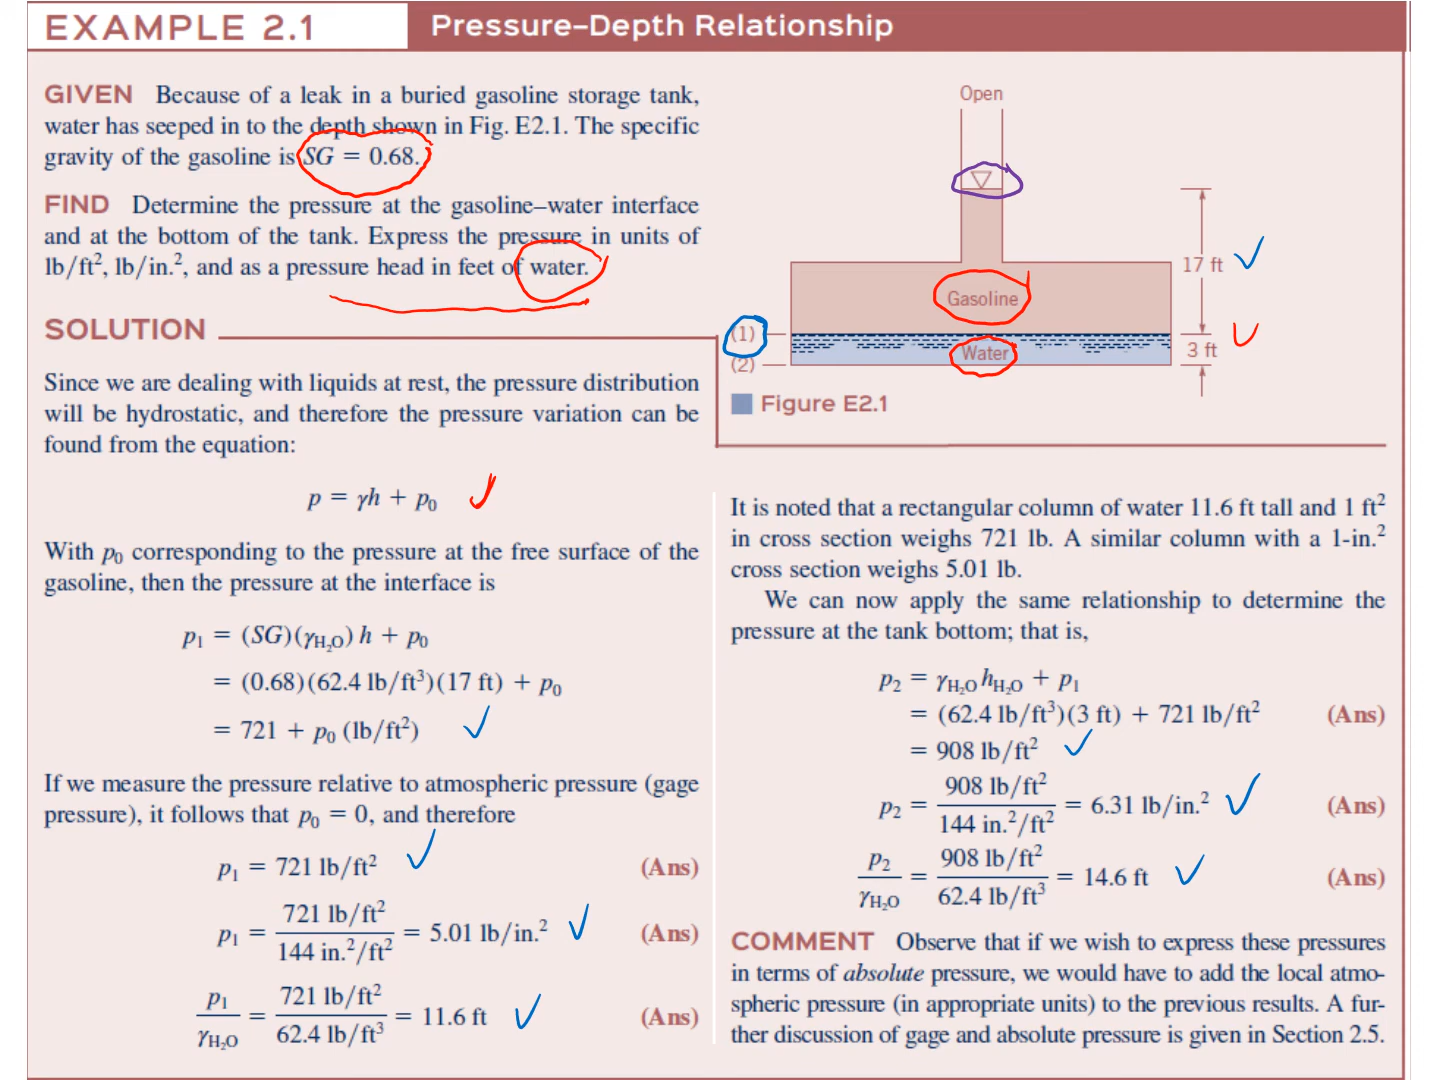 EXAMPLE 2.1 Pressure–Depth Relationship
GIVEN Because of a leak in a buried gasoline storage tank,
water has seeped in to the depth shown in Fig. E2.1. The specific
gravity of the gasoline is SG = 0.68.
FIND Determine the pressure at the gasoline–water interface
and at the bottom of the tank. Express the pressure in units of
lb/ft², lb/in.², and as a pressure head in feet of water.
SOLUTION
Since we are dealing with liquids at rest, the pressure distribution
will be hydrostatic, and therefore the pressure variation can be
found from the equation:
p = γh + p₀
With p₀ corresponding to the pressure at the free surface of the
gasoline, then the pressure at the interface is
p₁ = (SG)(γH₂O) h + p₀
= (0.68)(62.4 lb/ft³)(17 ft) + p₀
= 721 + p₀ (lb/ft²)
If we measure the pressure relative to atmospheric pressure (gage
pressure), it follows that p₀ = 0, and therefore
p₁ = 721 lb/ft² (Ans)
p₁ = 721 lb/ft² / 144 in.²/ft² = 5.01 lb/in.² (Ans)
p₁ / γH₂O = 721 lb/ft² / 62.4 lb/ft³ = 11.6 ft (Ans)
Open
17 ft
Gasoline
(1)
Water
3 ft
(2)
Figure E2.1
It is noted that a rectangular column of water 11.6 ft tall and 1 ft²
in cross section weighs 721 lb. A similar column with a 1-in.²
cross section weighs 5.01 lb.
We can now apply the same relationship to determine the
pressure at the tank bottom; that is,
p₂ = γH₂O hH₂O + p₁
= (62.4 lb/ft³)(3 ft) + 721 lb/ft² (Ans)
= 908 lb/ft²
p₂ = 908 lb/ft² / 144 in.²/ft² = 6.31 lb/in.² (Ans)
p₂ / γH₂O = 908 lb/ft² / 62.4 lb/ft³ = 14.6 ft (Ans)
COMMENT Observe that if we wish to express these pressures
in terms of absolute pressure, we would have to add the local atmo-
spheric pressure (in appropriate units) to the previous results. A fur-
ther discussion of gage and absolute pressure is given in Section 2.5.